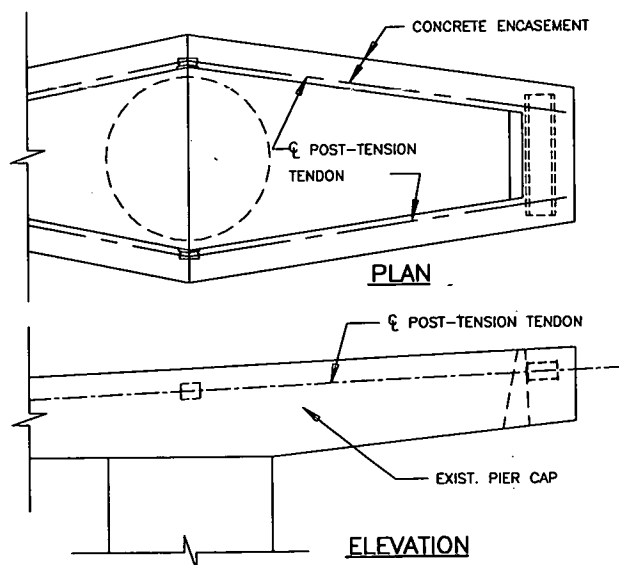 CONCRETE ENCASEMENT
℄ POST-TENSION
TENDON
PLAN
℄ POST-TENSION TENDON
EXIST. PIER CAP
ELEVATION